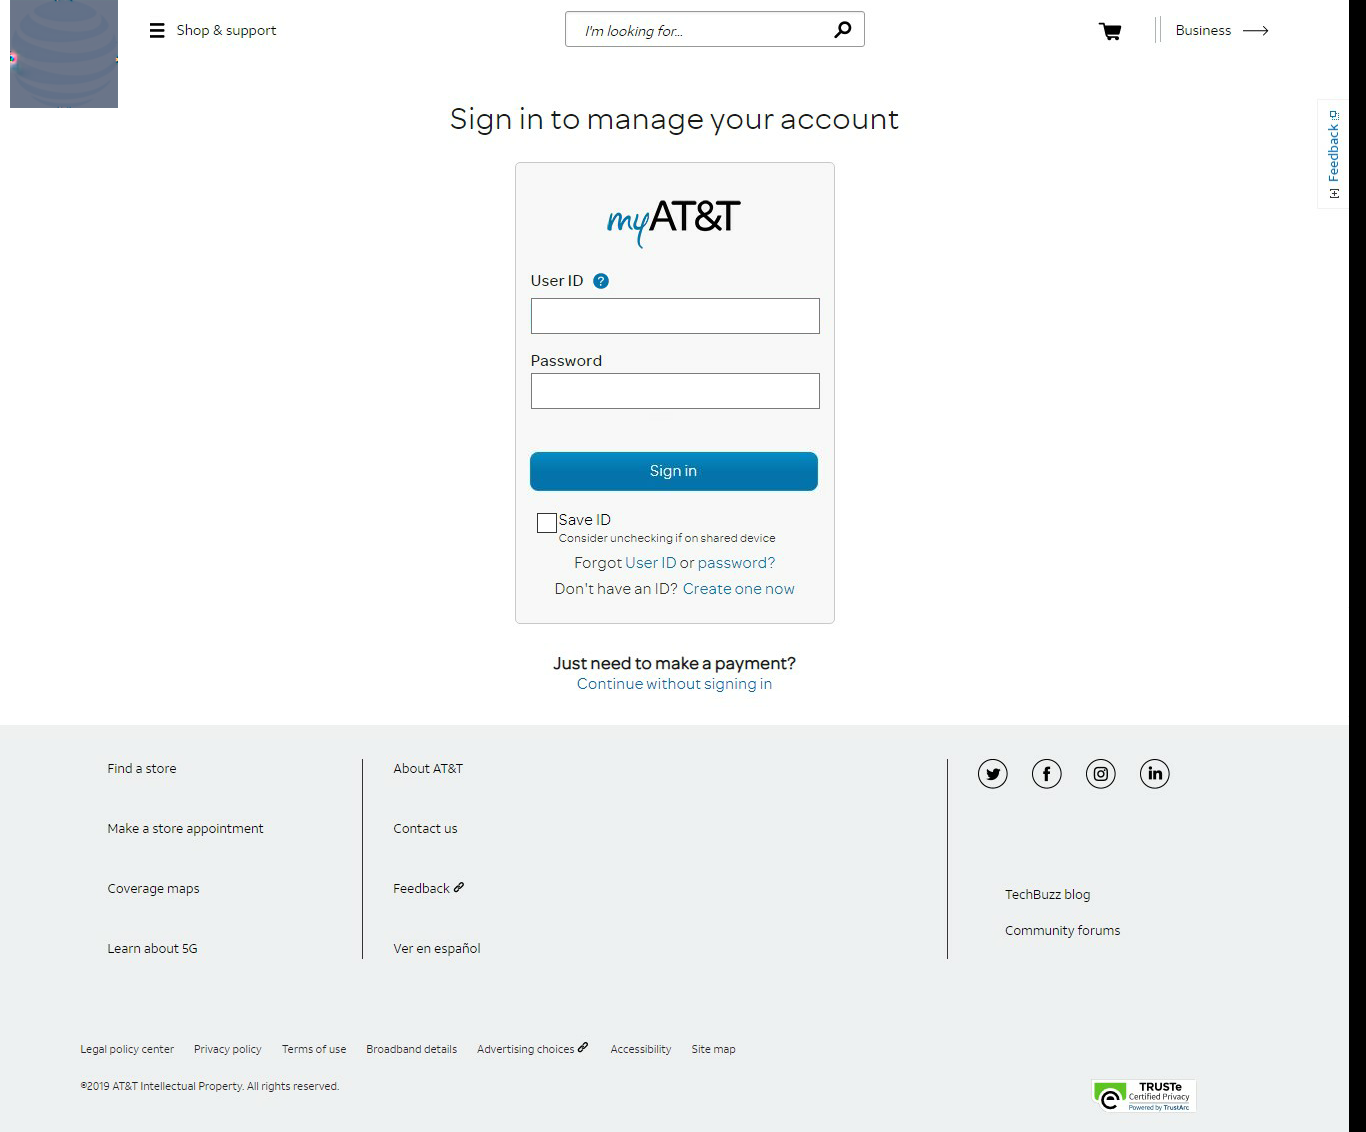 Shop & support
I'm looking for...
Business
Feedback
Sign in to manage your account
myAT&T
User ID ?
Password
Sign in
Save ID
Consider unchecking if on shared device
Forgot User ID or password?
Don't have an ID? Create one now
Just need to make a payment?
Continue without signing in
Find a store
Make a store appointment
Coverage maps
Learn about 5G
About AT&T
Contact us
Feedback
Ver en español
TechBuzz blog
Community forums
Legal policy center Privacy policy Terms of use Broadband details Advertising choices Accessibility Site map
©2019 AT&T Intellectual Property. All rights reserved.
TRUSTe
Certified Privacy
Powered by TrustArc